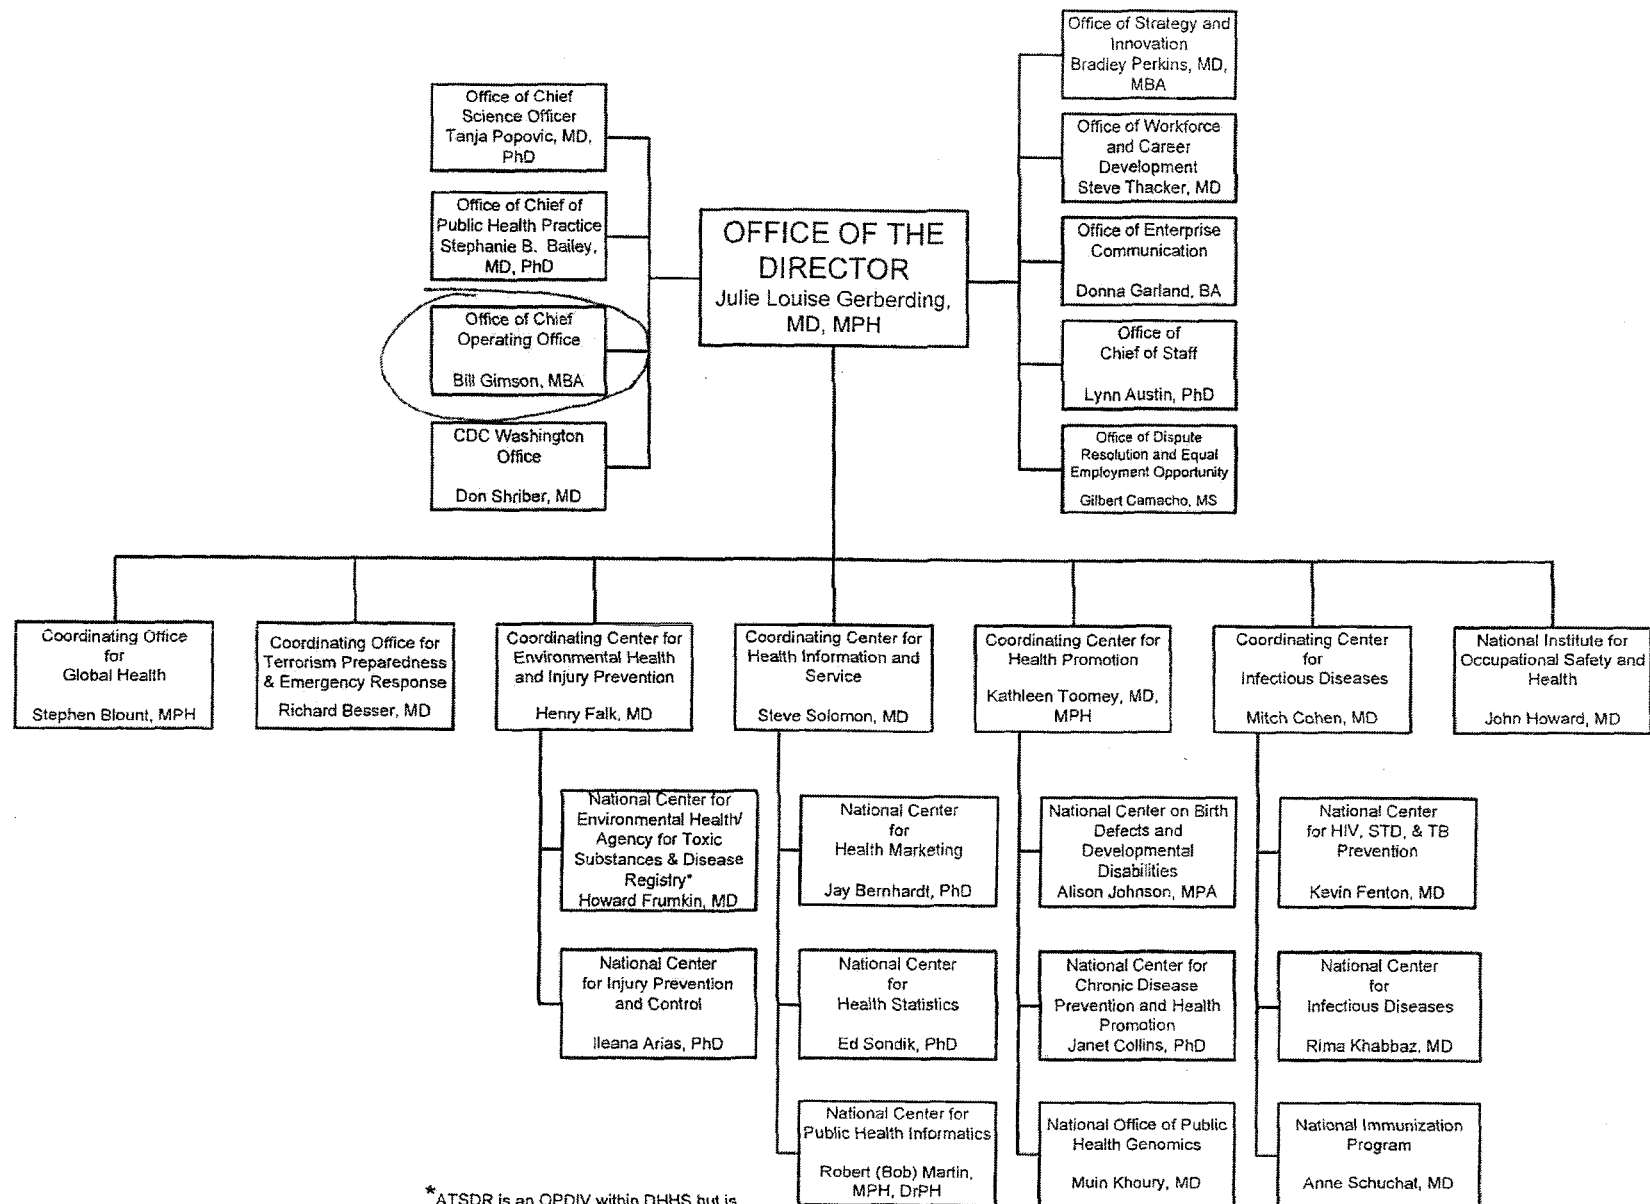 Office of Strategy and
Innovation
Bradley Perkins, MD,
MBA
Office of Chief
Science Officer
Tanja Popovic, MD,
PhD
Office of Workforce
and Career
Development
Steve Thacker, MD
Office of Chief of
Public Health Practice
Stephanie B. Bailey,
MD, PhD
OFFICE OF THE
DIRECTOR
Julie Louise Gerberding,
MD, MPH
Office of Enterprise
Communication
Donna Garland, BA
Office of Chief
Operating Office
Bill Gimson, MBA
Office of
Chief of Staff
Lynn Austin, PhD
CDC Washington
Office
Don Shriber, MD
Office of Dispute
Resolution and Equal
Employment Opportunity
Gilbert Camacho, MS
Coordinating Office
for
Global Health
Stephen Blount, MPH
Coordinating Office for
Terrorism Preparedness
& Emergency Response
Richard Besser, MD
Coordinating Center for
Environmental Health
and Injury Prevention
Henry Falk, MD
Coordinating Center for
Health Information and
Service
Steve Solomon, MD
Coordinating Center for
Health Promotion
Kathleen Toomey, MD,
MPH
Coordinating Center
for
Infectious Diseases
Mitch Cohen, MD
National Institute for
Occupational Safety and
Health
John Howard, MD
National Center for
Environmental Health/
Agency for Toxic
Substances & Disease
Registry*
Howard Frumkin, MD
National Center
for
Health Marketing
Jay Bernhardt, PhD
National Center on Birth
Defects and
Developmental
Disabilities
Alison Johnson, MPA
National Center
for HIV, STD, & TB
Prevention
Kevin Fenton, MD
National Center
for Injury Prevention
and Control
Ileana Arias, PhD
National Center
for
Health Statistics
Ed Sondik, PhD
National Center for
Chronic Disease
Prevention and Health
Promotion
Janet Collins, PhD
National Center
for
Infectious Diseases
Rima Khabbaz, MD
National Center for
Public Health Informatics
Robert (Bob) Martin,
MPH, DrPH
National Office of Public
Health Genomics
Muin Khoury, MD
National Immunization
Program
Anne Schuchat, MD
*ATSDR is an OPDIV within DHHS but is